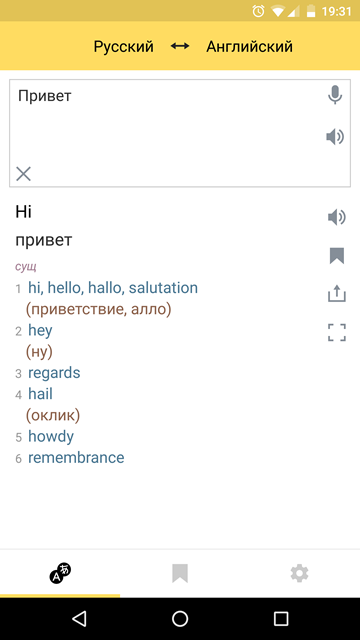 19:31
Русский ↔ Английский
Привет
Hi
привет
сущ
1 hi, hello, hallo, salutation
(приветствие, алло)
2 hey
(ну)
3 regards
4 hail
(оклик)
5 howdy
6 remembrance